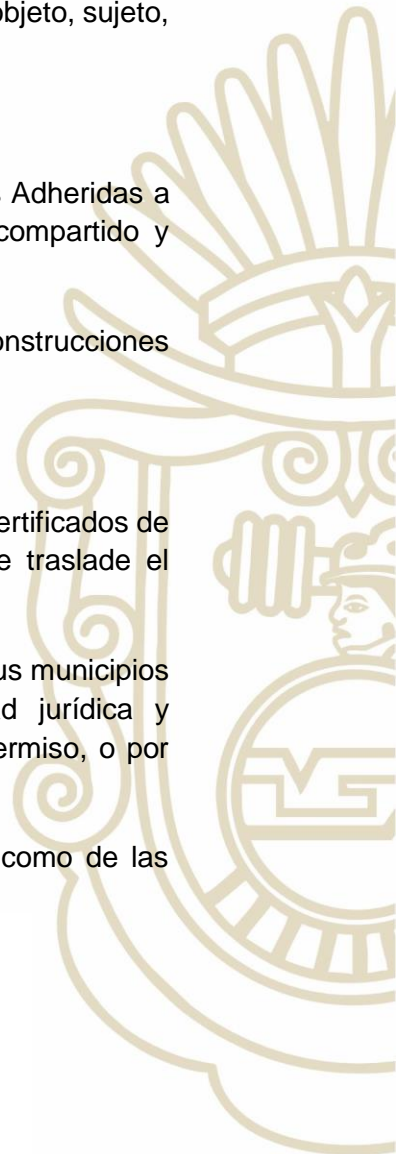 objeto, sujeto,
Adheridas a
compartido y
onstrucciones
ertificados de
e traslade el
us municipios
d jurídica y
ermiso, o por
como de las